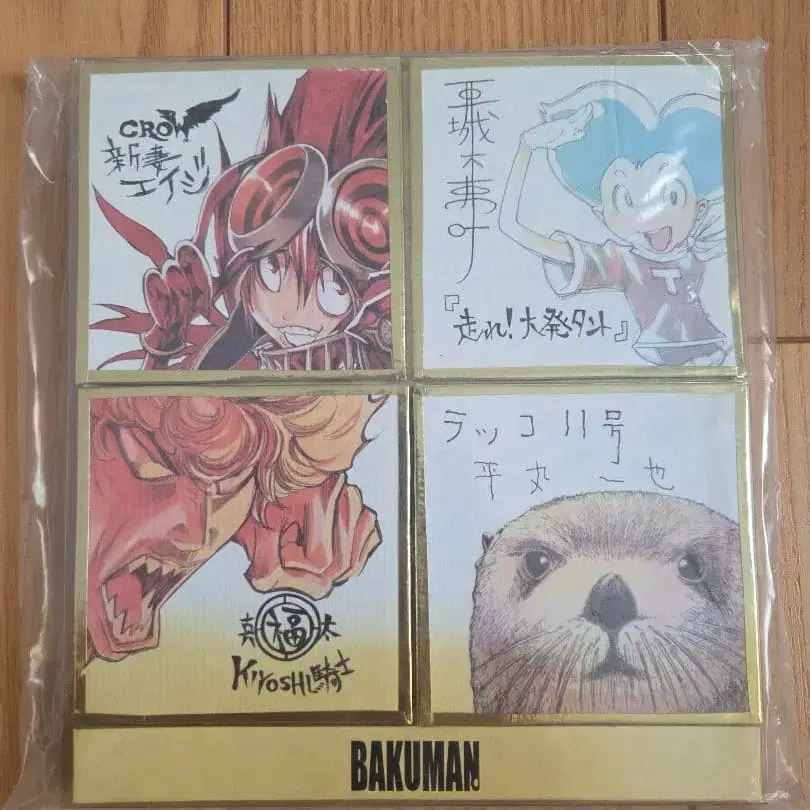 CROW
新妻
エイジ
亜城木夢叶
『走れ!大発タント』
T
真福太
KIYOSHI騎士
ラッコ11号
平丸一也
BAKUMAN.